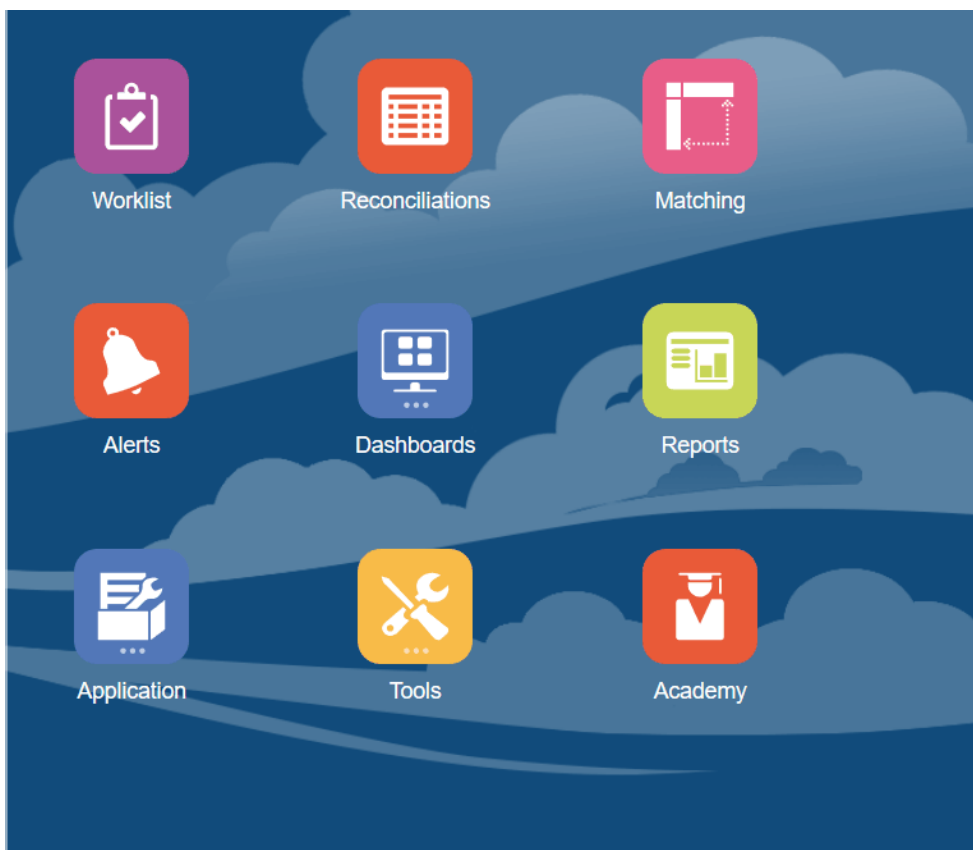 Worklist
Reconciliations
Matching
Alerts
Dashboards
Reports
Application
Tools
Academy